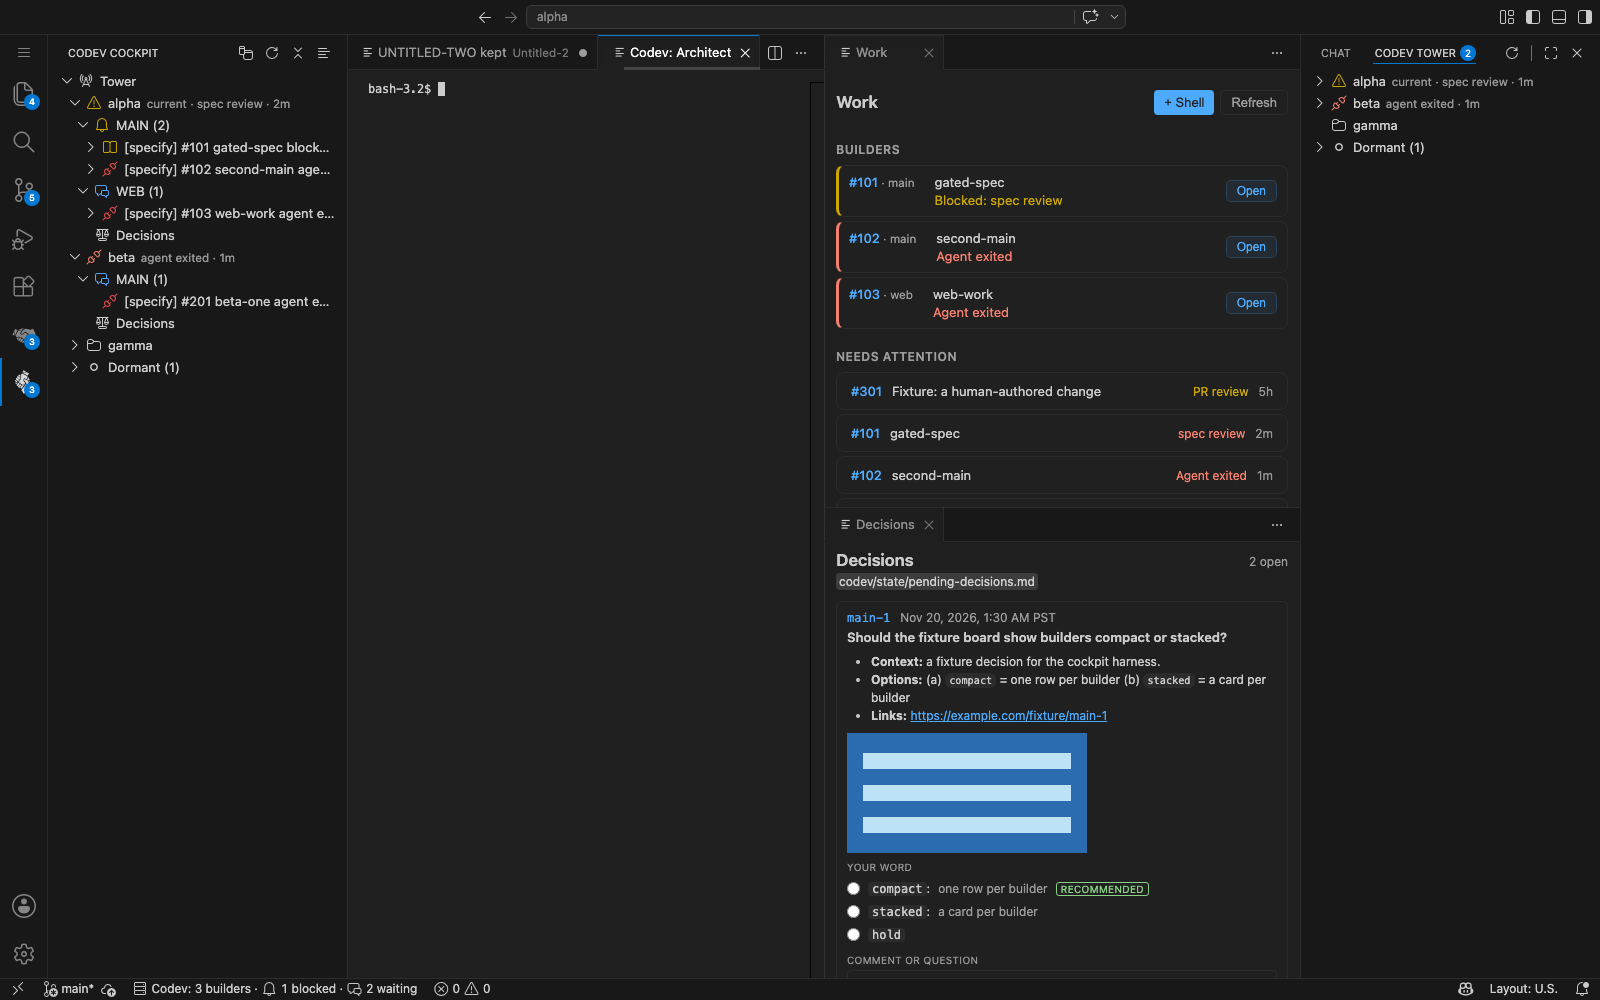 alpha
CODEV COCKPIT
Tower
alpha current · spec review · 2m
MAIN (2)
[specify] #101 gated-spec block...
[specify] #102 second-main age...
WEB (1)
[specify] #103 web-work agent e...
Decisions
beta agent exited · 1m
MAIN (1)
[specify] #201 beta-one agent e...
Decisions
gamma
Dormant (1)
4
5
3
3
UNTITLED-TWO kept Untitled-2
Codev: Architect
bash-3.2$
Work
Work
+ Shell
Refresh
BUILDERS
#101 · main gated-spec
Blocked: spec review
Open
#102 · main second-main
Agent exited
Open
#103 · web web-work
Agent exited
Open
NEEDS ATTENTION
#301 Fixture: a human-authored change PR review 5h
#101 gated-spec spec review 2m
#102 second-main Agent exited 1m
Decisions
Decisions
2 open
codev/state/pending-decisions.md
main-1 Nov 20, 2026, 1:30 AM PST
Should the fixture board show builders compact or stacked?
• Context: a fixture decision for the cockpit harness.
• Options: (a) compact = one row per builder (b) stacked = a card per
builder
• Links: https://example.com/fixture/main-1
YOUR WORD
compact: one row per builder RECOMMENDED
stacked: a card per builder
hold
COMMENT OR QUESTION
CHAT
CODEV TOWER 2
alpha current · spec review · 1m
beta agent exited · 1m
gamma
Dormant (1)
main*
Codev: 3 builders · 1 blocked · 2 waiting
0 0
Layout: U.S.